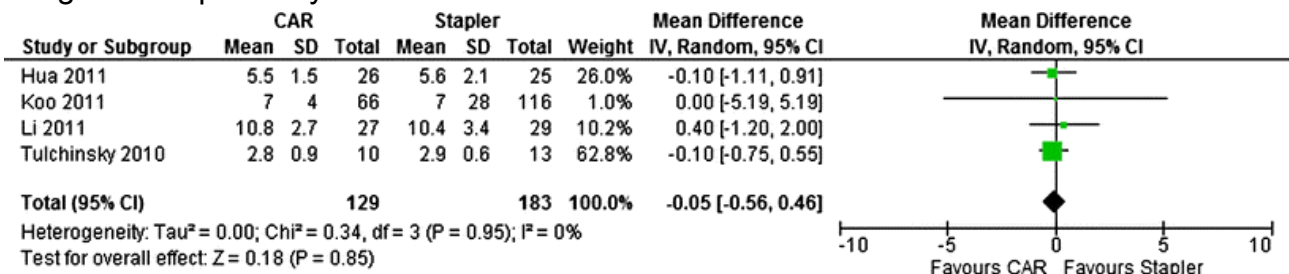 CAR Stapler Mean Difference Mean Difference
Study or Subgroup Mean SD Total Mean SD Total Weight IV, Random, 95% CI IV, Random, 95% CI
Hua 2011 5.5 1.5 26 5.6 2.1 25 26.0% -0.10 [-1.11, 0.91]
Koo 2011 7 4 66 7 28 116 1.0% 0.00 [-5.19, 5.19]
Li 2011 10.8 2.7 27 10.4 3.4 29 10.2% 0.40 [-1.20, 2.00]
Tulchinsky 2010 2.8 0.9 10 2.9 0.6 13 62.8% -0.10 [-0.75, 0.55]
Total (95% CI) 129 183 100.0% -0.05 [-0.56, 0.46]
Heterogeneity: Tau² = 0.00; Chi² = 0.34, df = 3 (P = 0.95); I² = 0%
Test for overall effect: Z = 0.18 (P = 0.85)
-10 -5 0 5 10
Favours CAR Favours Stapler